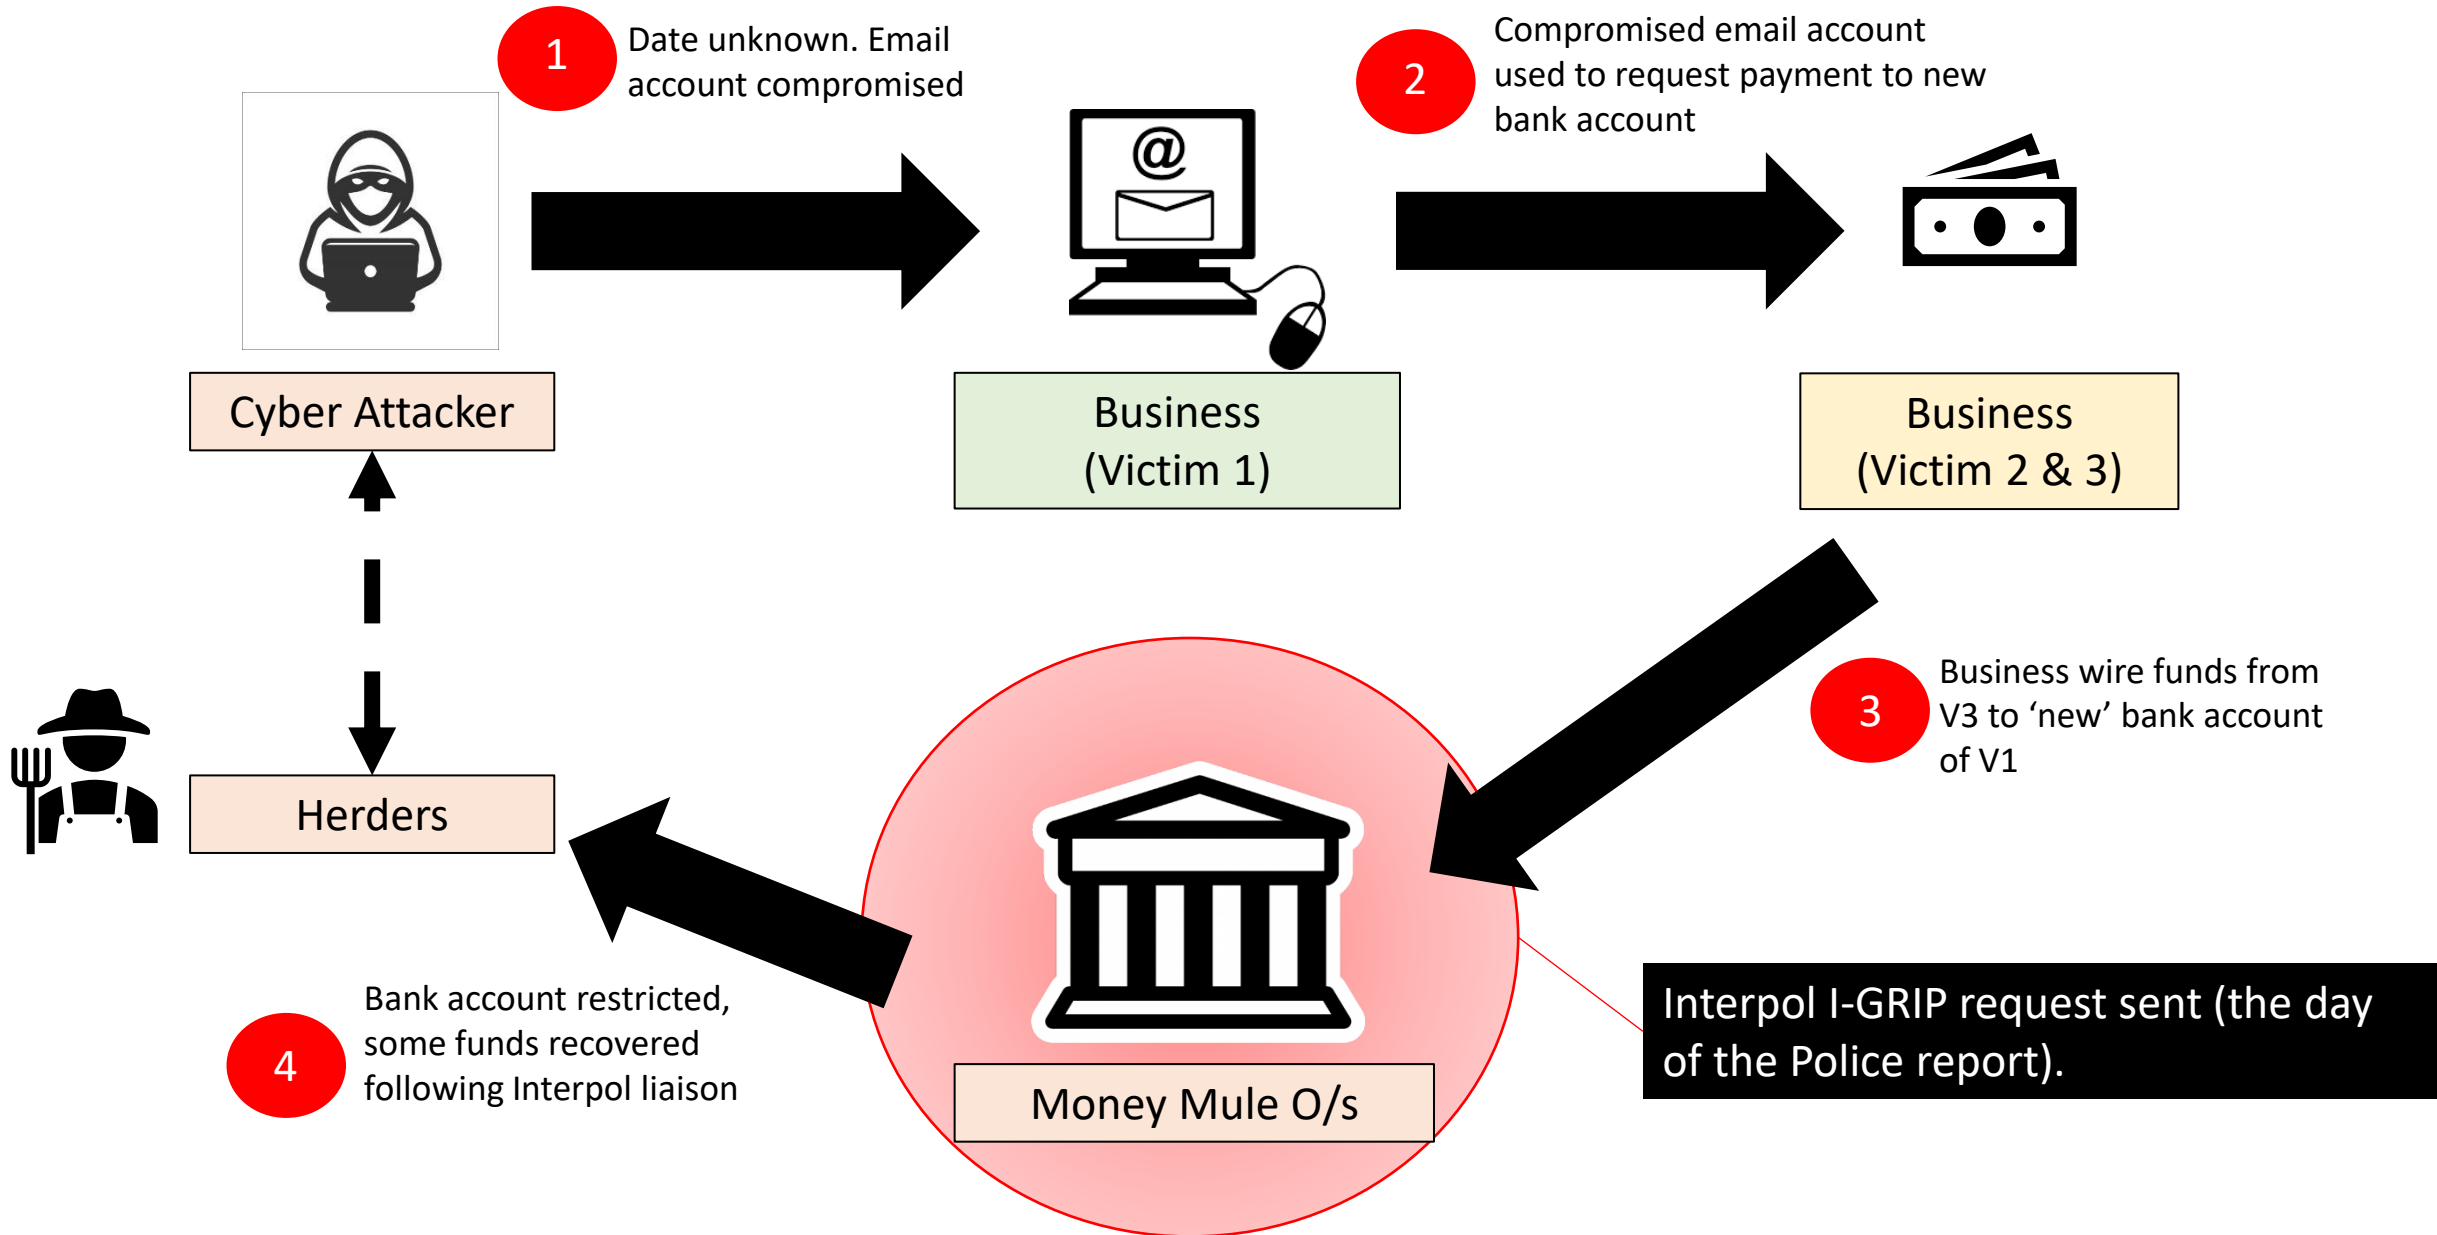 1
Date unknown. Email
account compromised
2
Compromised email account
used to request payment to new
bank account
@
Cyber Attacker
Business
(Victim 1)
Business
(Victim 2 & 3)
3
Business wire funds from
V3 to ‘new’ bank account
of V1
Herders
4
Bank account restricted,
some funds recovered
following Interpol liaison
Money Mule O/s
Interpol I-GRIP request sent (the day
of the Police report).